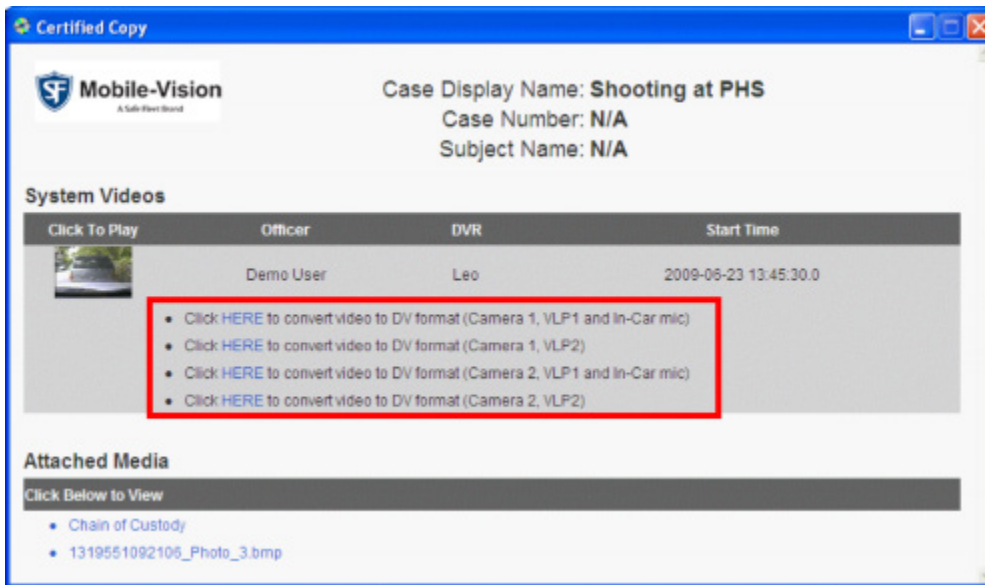 Certified Copy
Mobile-Vision
A Safe Fleet Brand
Case Display Name: Shooting at PHS
Case Number: N/A
Subject Name: N/A
System Videos
Click To Play Officer DVR Start Time
Demo User Leo 2009-06-23 13:45:30.0
• Click HERE to convert video to DV format (Camera 1, VLP1 and In-Car mic)
• Click HERE to convert video to DV format (Camera 1, VLP2)
• Click HERE to convert video to DV format (Camera 2, VLP1 and In-Car mic)
• Click HERE to convert video to DV format (Camera 2, VLP2)
Attached Media
Click Below to View
• Chain of Custody
• 1319551092106_Photo_3.bmp